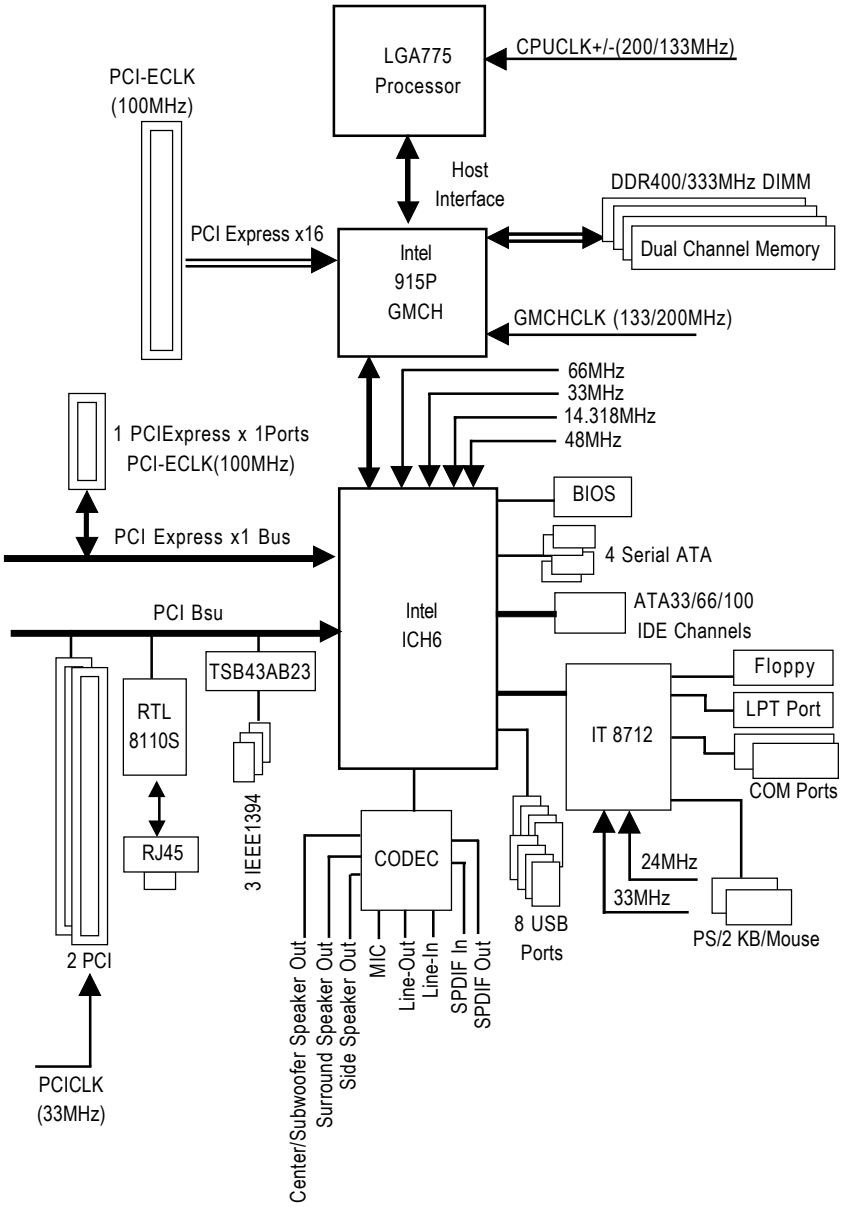 LGA775
Processor
CPUCLK+/-(200/133MHz)
PCI-ECLK
(100MHz)
Host
Interface
DDR400/333MHz DIMM
Dual Channel Memory
PCI Express x16
Intel
915P
GMCH
GMCHCLK (133/200MHz)
66MHz
33MHz
14.318MHz
48MHz
1 PCIExpress x 1Ports
PCI-ECLK(100MHz)
BIOS
PCI Express x1 Bus
4 Serial ATA
ATA33/66/100
IDE Channels
PCI Bsu
Intel
ICH6
TSB43AB23
Floppy
RTL
8110S
IT 8712
LPT Port
COM Ports
3 IEEE1394
RJ45
CODEC
24MHz
33MHz
8 USB
Ports
PS/2 KB/Mouse
2 PCI
Center/Subwoofer Speaker Out
Surround Speaker Out
Side Speaker Out
MIC
Line-Out
Line-In
SPDIF In
SPDIF Out
PCICLK
(33MHz)